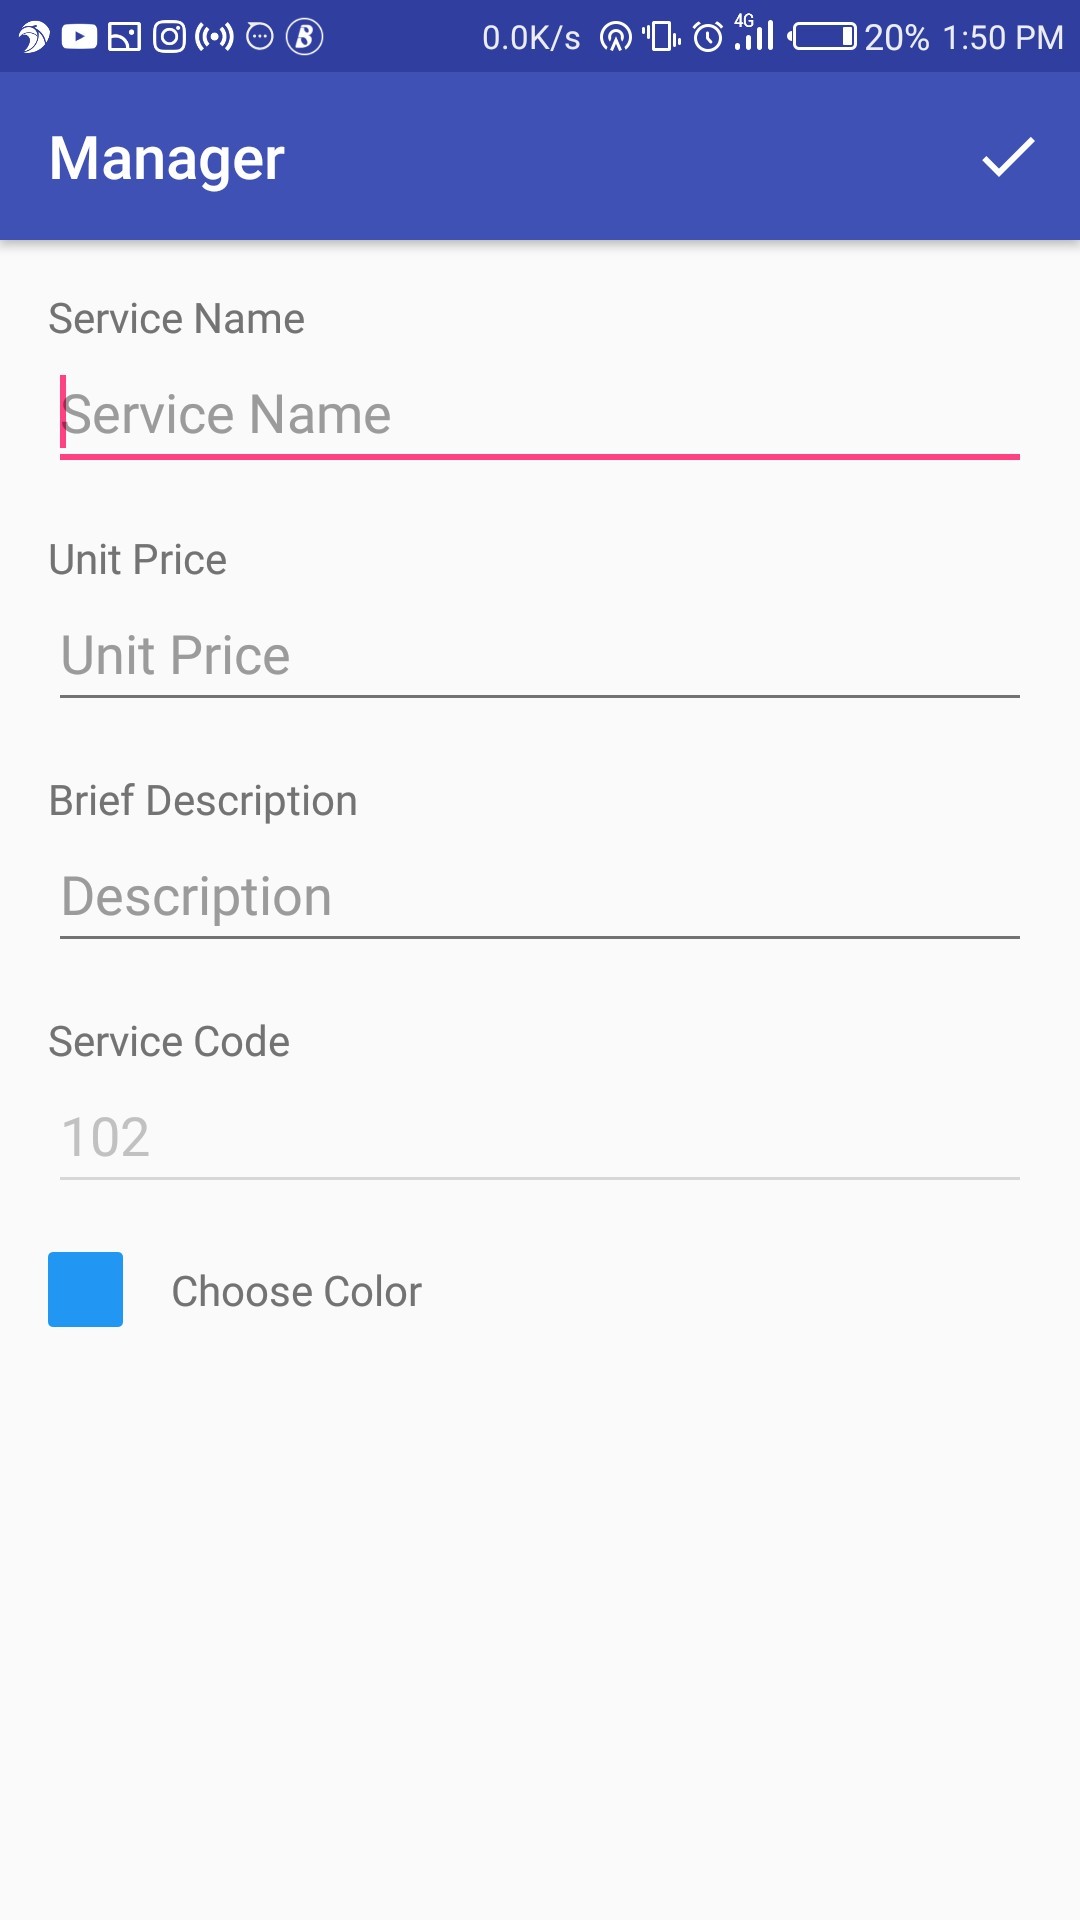 0.0K/s 4G 20% 1:50 PM
Manager
Service Name
Service Name
Unit Price
Unit Price
Brief Description
Description
Service Code
102
Choose Color